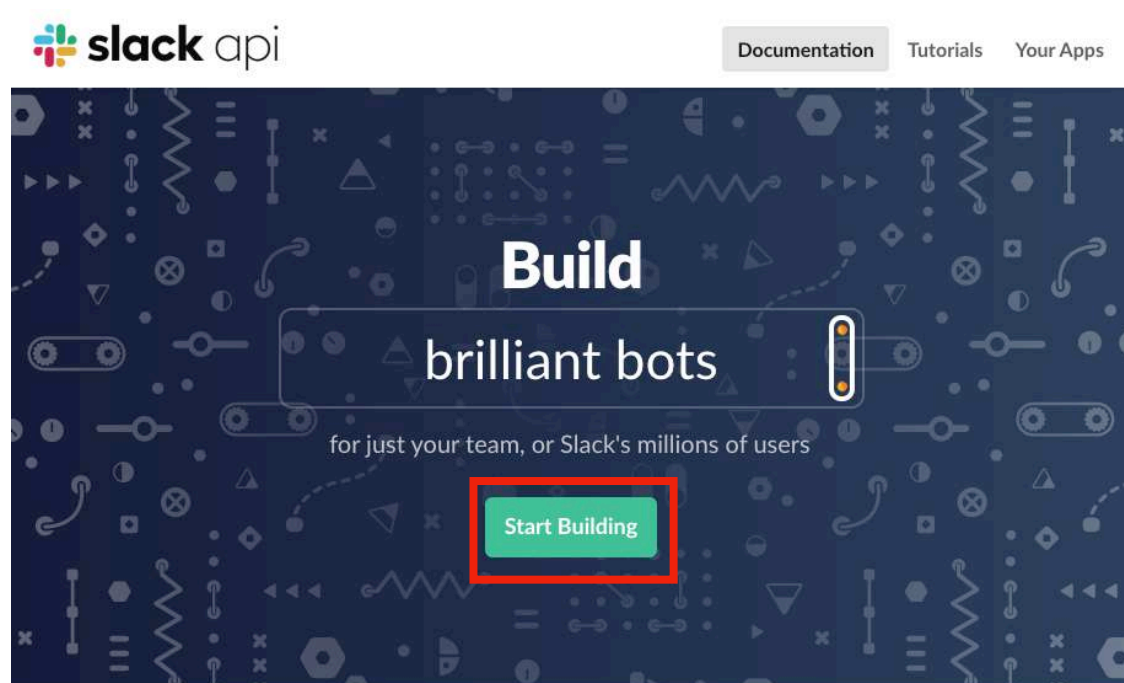 slack api
Documentation Tutorials Your Apps
Build
brilliant bots
for just your team, or Slack's millions of users
Start Building